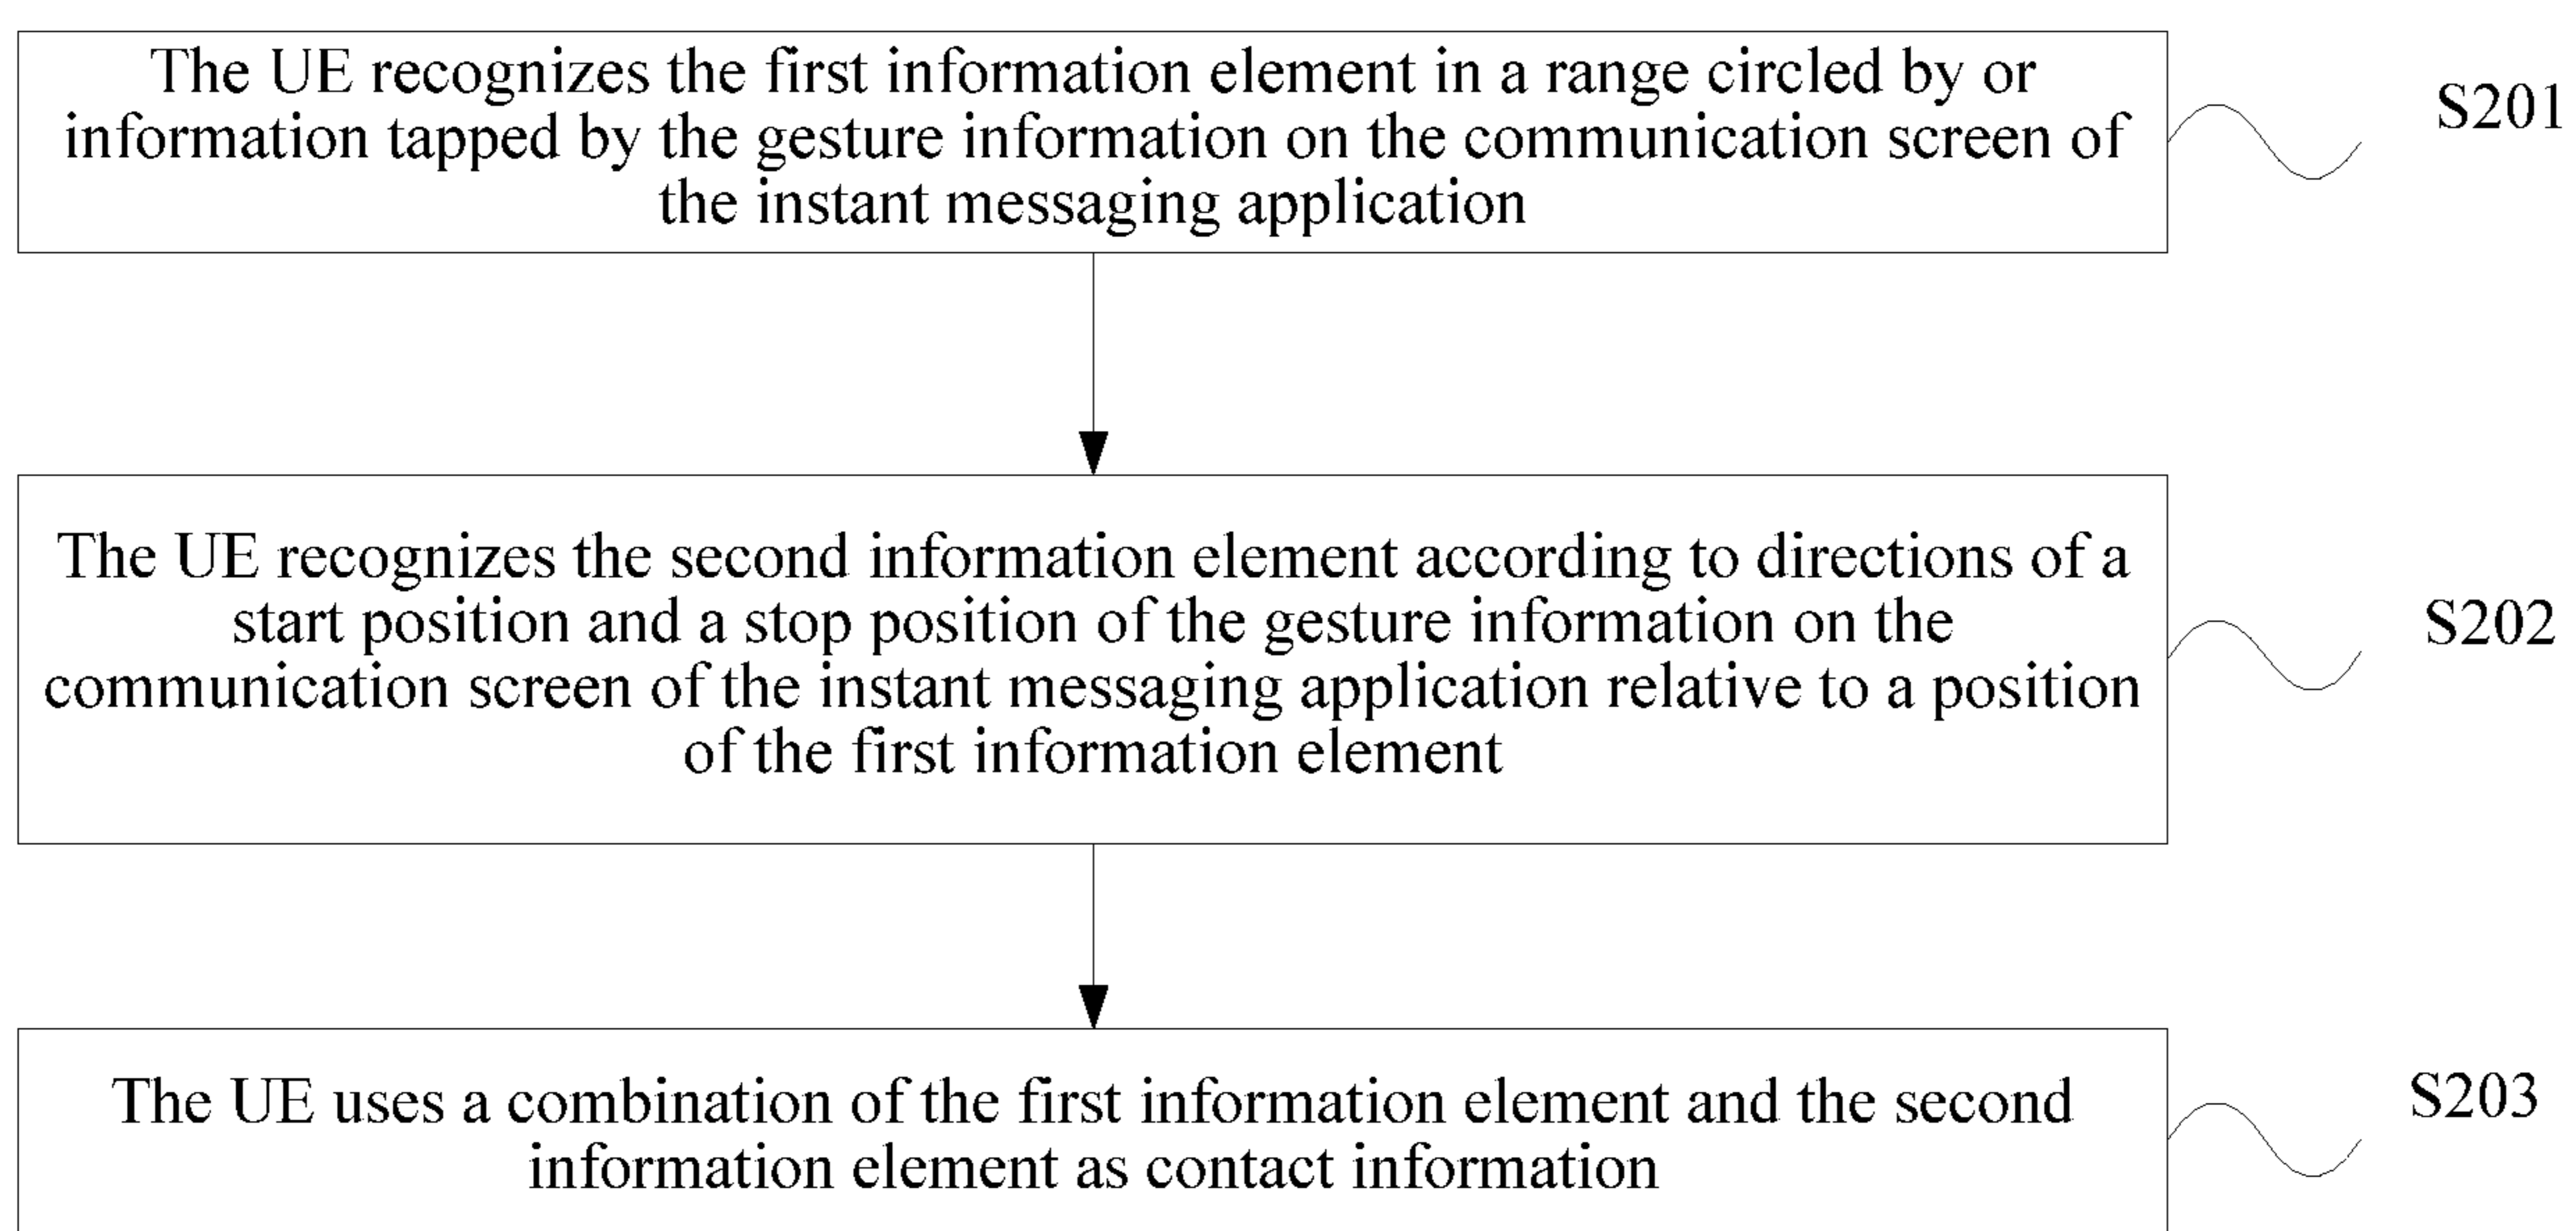 The UE recognizes the first information element in a range circled by or
information tapped by the gesture information on the communication screen of
the instant messaging application
S201
The UE recognizes the second information element according to directions of a
start position and a stop position of the gesture information on the
communication screen of the instant messaging application relative to a position
of the first information element
S202
The UE uses a combination of the first information element and the second
information element as contact information
S203